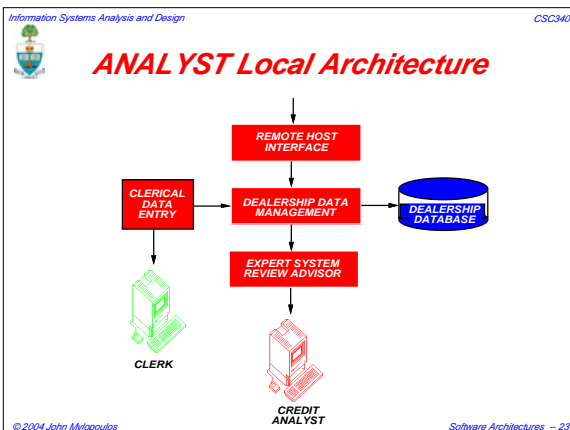 Information Systems Analysis and Design
CSC340
ANALYST Local Architecture
REMOTE HOST
INTERFACE
CLERICAL
DATA
ENTRY
DEALERSHIP DATA
MANAGEMENT
DEALERSHIP
DATABASE
EXPERT SYSTEM
REVIEW ADVISOR
CLERK
CREDIT
ANALYST
© 2004 John Mylopoulos
Software Architectures -- 23